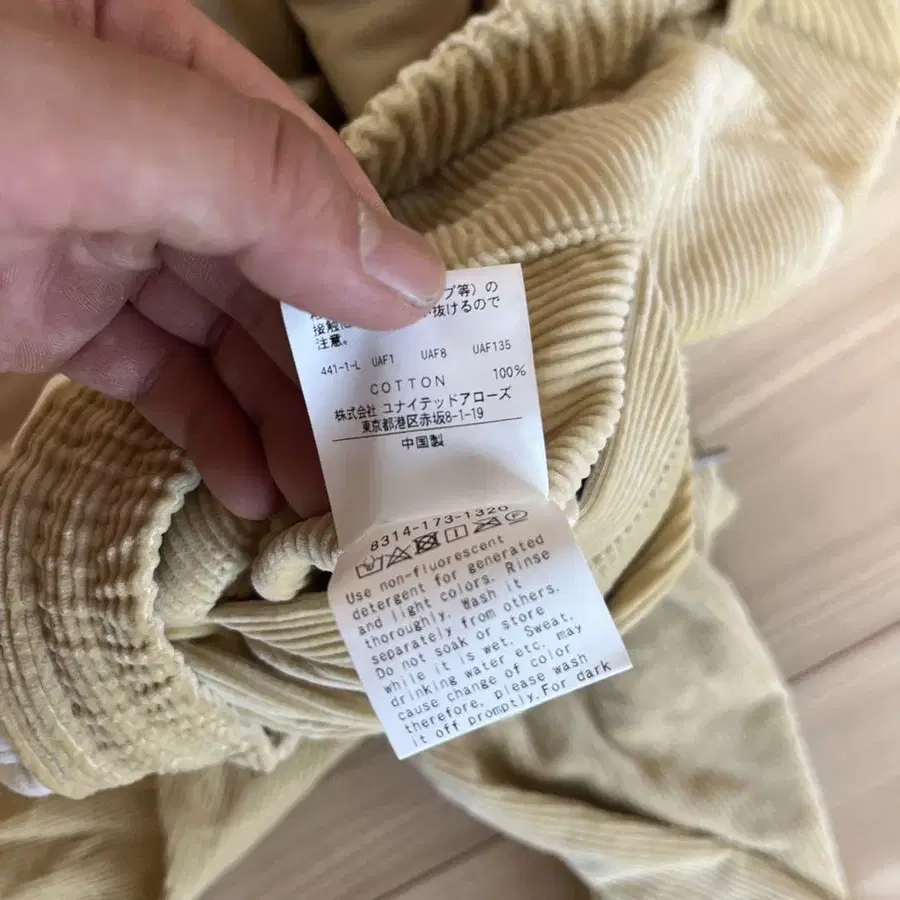 プ等）の
接触に
抜けるので
注意。
441-1-L UAF1 UAF8 UAF135
COTTON 100%
株式会社 ユナイテッドアローズ
東京都港区赤坂8-1-19
中国製
8314-173-1320
Use non-fluorescent
detergent for generated
and light colors. Rinse
thoroughly. Wash it
separately from others.
Do not soak or store
while it is wet. Sweat,
drinking water etc, may
cause change of color
therefore, please wash
it off promptly.For dark